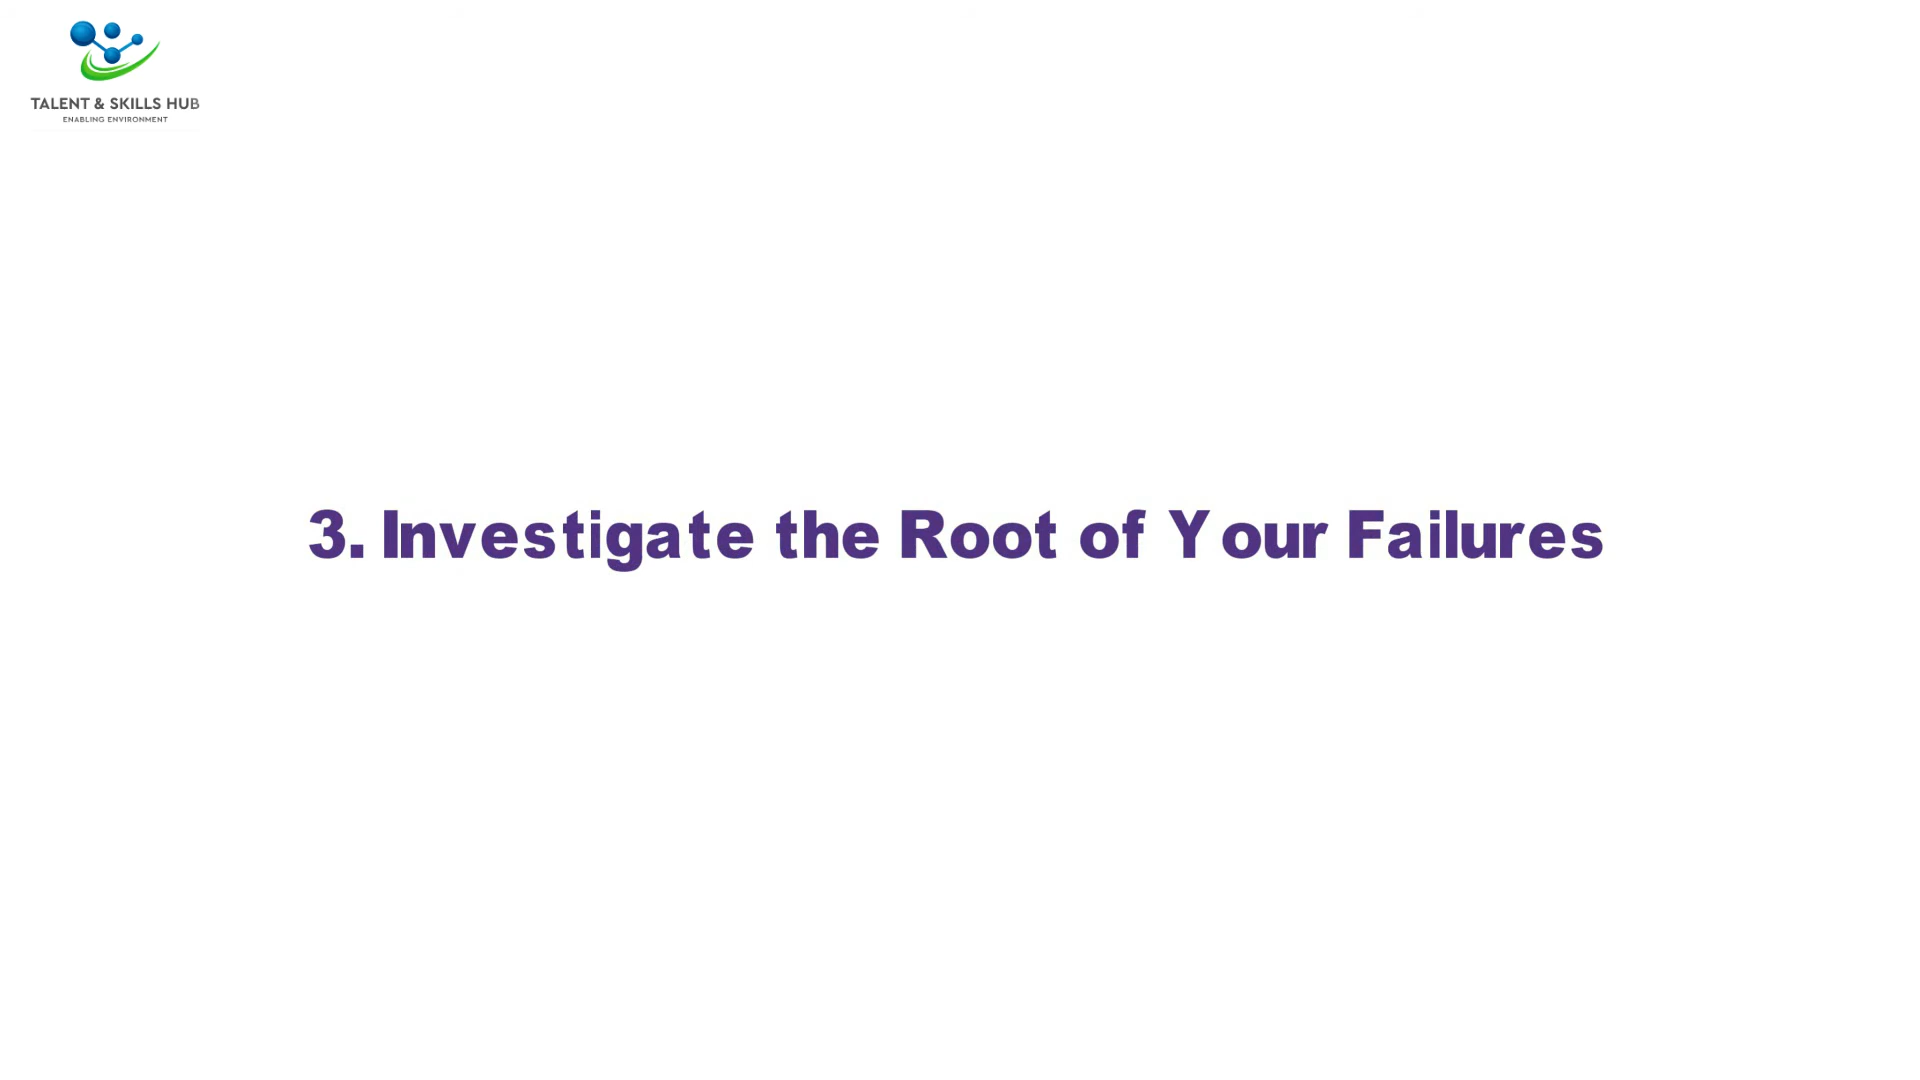 TALENT & SKILLS HUB
ENABLING ENVIRONMENT
3. Investigate the Root of Your Failures